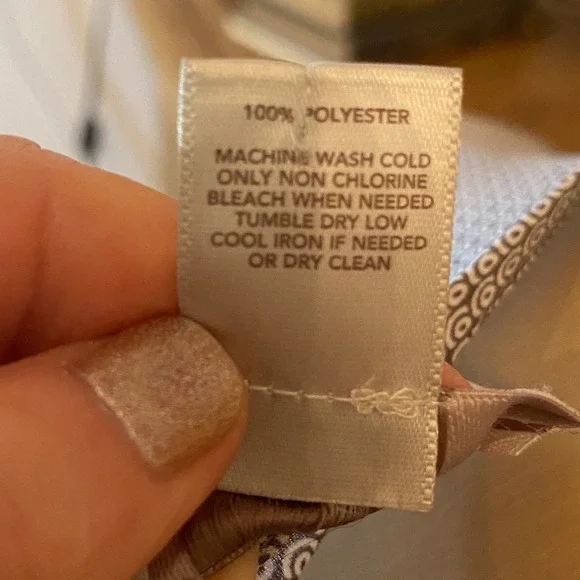 100% POLYESTER
MACHINE WASH COLD
ONLY NON CHLORINE
BLEACH WHEN NEEDED
TUMBLE DRY LOW
COOL IRON IF NEEDED
OR DRY CLEAN